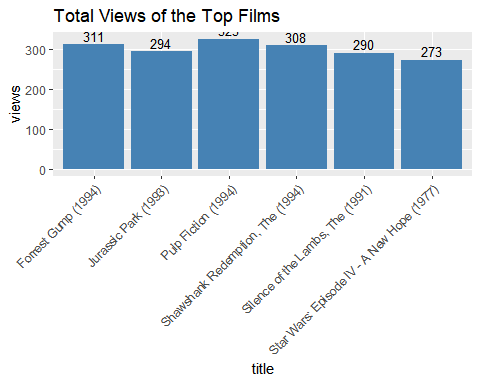 Total Views of the Top Films
views
300
200
100
0
311
294
308
290
273
Forrest Gump (1994)
Jurassic Park (1993)
Pulp Fiction (1994)
Shawshank Redemption, The (1994)
Silence of the Lambs, The (1991)
Star Wars: Episode IV - A New Hope (1977)
title